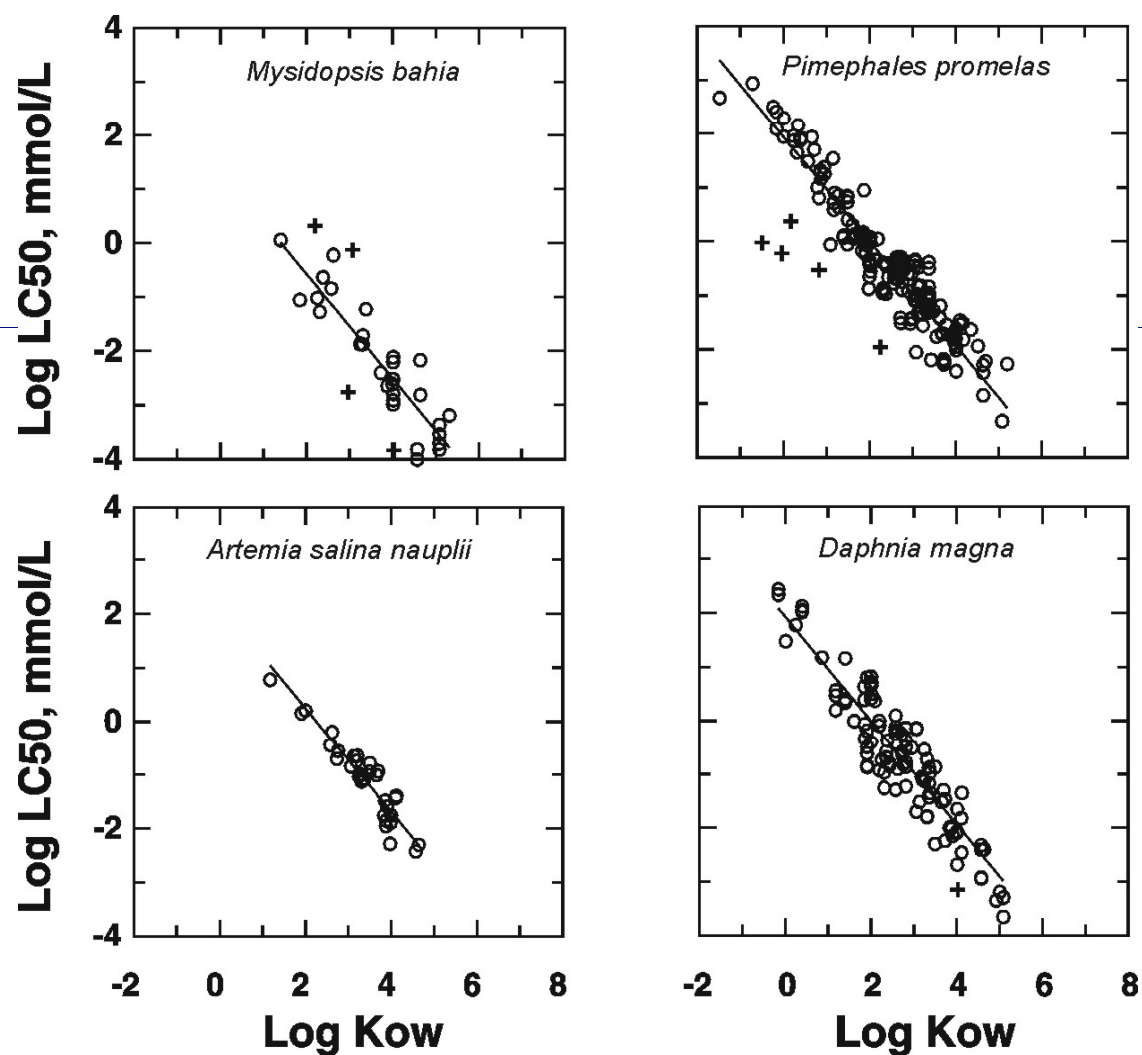 4
2
0
-2
-4
Log LC50, mmol/L
Mysidopsis bahia
Pimephales promelas
4
2
0
-2
-4
Log LC50, mmol/L
Artemia salina nauplii
Daphnia magna
-2 0 2 4 6 8
-2 0 2 4 6 8
Log Kow
Log Kow